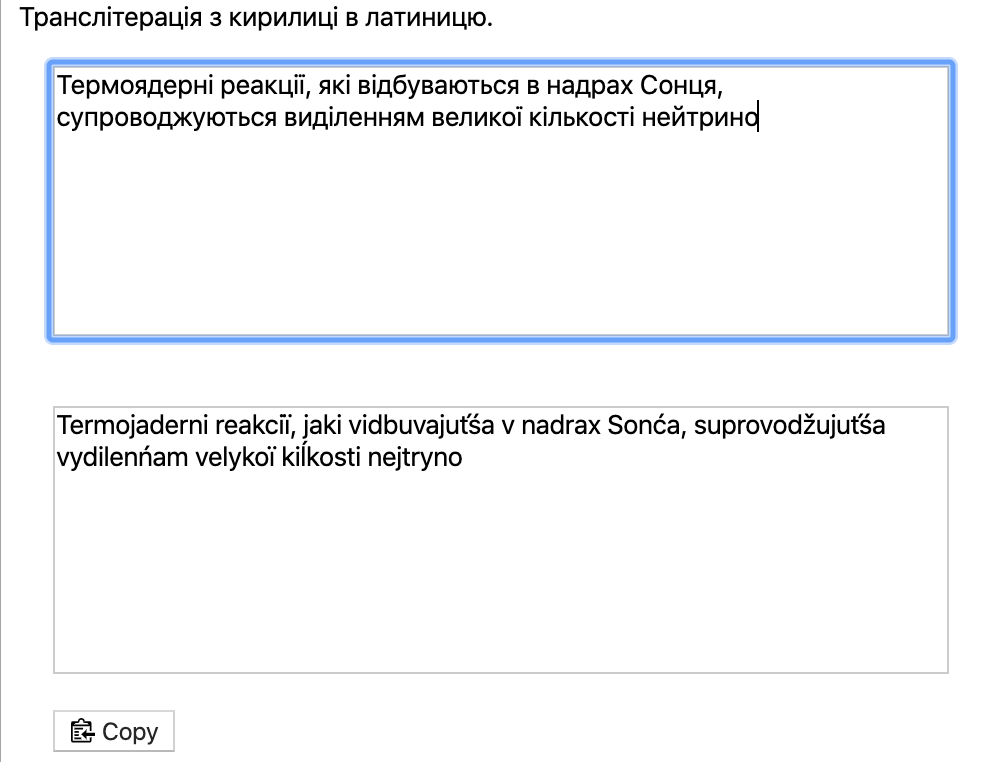 Транслітерація з кирилиці в латиницю.
Термоядерні реакції, які відбуваються в надрах Сонця,
супроводжуються виділенням великої кількості нейтрино
Termojaderni reakciї, jaki vidbuvajuťśa v nadrax Sonća, suprovodžujuťśa
vydilenńam velykoї kiĺkosti nejtryno
Copy